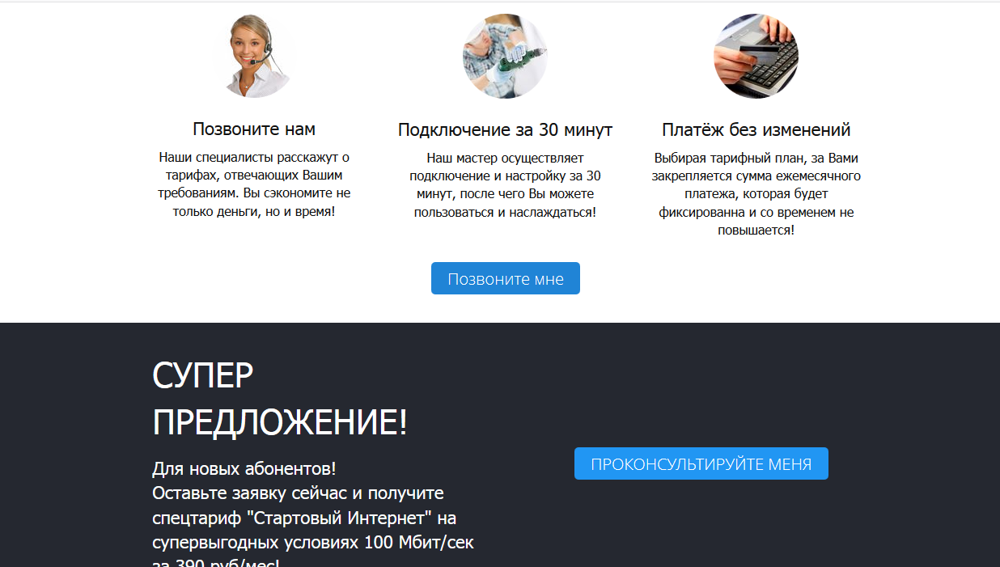 Позвоните нам
Наши специалисты расскажут о
тарифах, отвечающих Вашим
требованиям. Вы сэкономите не
только деньги, но и время!
Подключение за 30 минут
Наш мастер осуществляет
подключение и настройку за 30
минут, после чего Вы можете
пользоваться и наслаждаться!
Платёж без изменений
Выбирая тарифный план, за Вами
закрепляется сумма ежемесячного
платежа, которая будет
фиксированна и со временем не
повышается!
Позвоните мне
СУПЕР
ПРЕДЛОЖЕНИЕ!
Для новых абонентов!
Оставьте заявку сейчас и получите
спецтариф "Стартовый Интернет" на
супервыгодных условиях 100 Мбит/сек
за 390 руб/мес!
ПРОКОНСУЛЬТИРУЙТЕ МЕНЯ